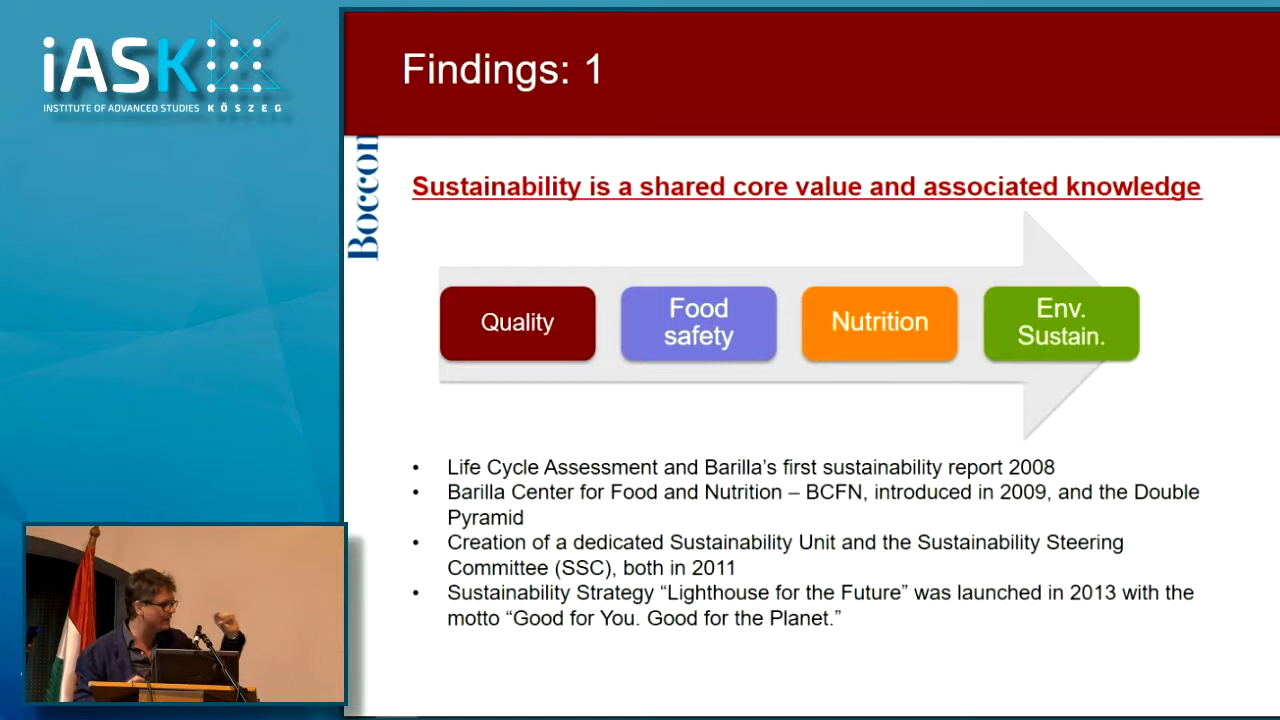 iASK
INSTITUTE OF ADVANCED STUDIES KŐSZEG
Findings: 1
Boccon
Sustainability is a shared core value and associated knowledge
Quality
Food
safety
Nutrition
Env.
Sustain.
• Life Cycle Assessment and Barilla’s first sustainability report 2008
• Barilla Center for Food and Nutrition – BCFN, introduced in 2009, and the Double
Pyramid
• Creation of a dedicated Sustainability Unit and the Sustainability Steering
Committee (SSC), both in 2011
• Sustainability Strategy “Lighthouse for the Future” was launched in 2013 with the
motto “Good for You. Good for the Planet.”